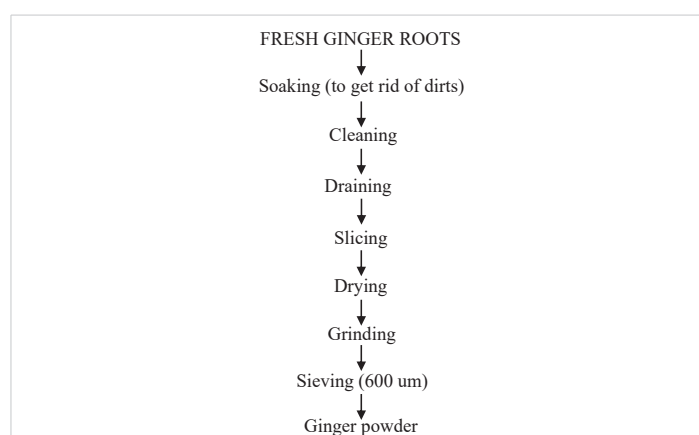 FRESH GINGER ROOTS
Soaking (to get rid of dirts)
Cleaning
Draining
Slicing
Drying
Grinding
Sieving (600 um)
Ginger powder